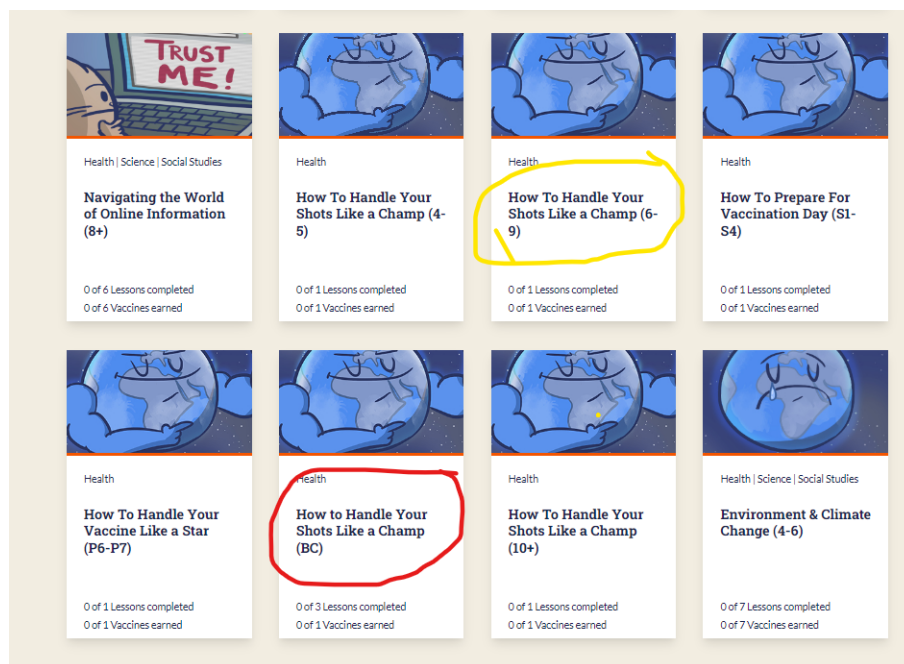 TRUST
ME!
Health | Science | Social Studies
Navigating the World
of Online Information
(8+)
0 of 6 Lessons completed
0 of 6 Vaccines earned
Health
How To Handle Your
Shots Like a Champ (4-
5)
0 of 1 Lessons completed
0 of 1 Vaccines earned
Health
How To Handle Your
Shots Like a Champ (6-
9)
0 of 1 Lessons completed
0 of 1 Vaccines earned
Health
How To Prepare For
Vaccination Day (S1-
S4)
0 of 1 Lessons completed
0 of 1 Vaccines earned
Health
How To Handle Your
Vaccine Like a Star
(P6-P7)
0 of 1 Lessons completed
0 of 1 Vaccines earned
Health
How to Handle Your
Shots Like a Champ
(BC)
0 of 3 Lessons completed
0 of 1 Vaccines earned
Health
How To Handle Your
Shots Like a Champ
(10+)
0 of 1 Lessons completed
0 of 1 Vaccines earned
Health | Science | Social Studies
Environment & Climate
Change (4-6)
0 of 7 Lessons completed
0 of 7 Vaccines earned